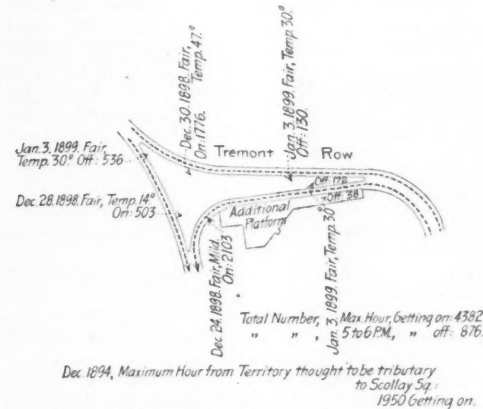 Dec. 30. 1898. Fair,
Temp. 47.°
On: 1776.
Jan. 3. 1899. Fair, Temp. 30.°
Off: 130.
Jan. 3. 1899. Fair,
Temp. 30.° Off: 536
Tremont Row
Dec. 28. 1898. Fair, Temp. 14°
On: 503
Off: 172
Off: 38
Additional
Platform
Dec. 24. 1898. Fair, Mild.
On: 2103
Jan. 3. 1899. Fair, Temp. 30°
Total Number, Max. Hour, Getting on: 4382
" " , 5 to 6 P.M., " off: 876.
Dec. 1894, Maximum Hour from Territory thought to be tributary
to Scollay Sq.:
1950 Getting on.